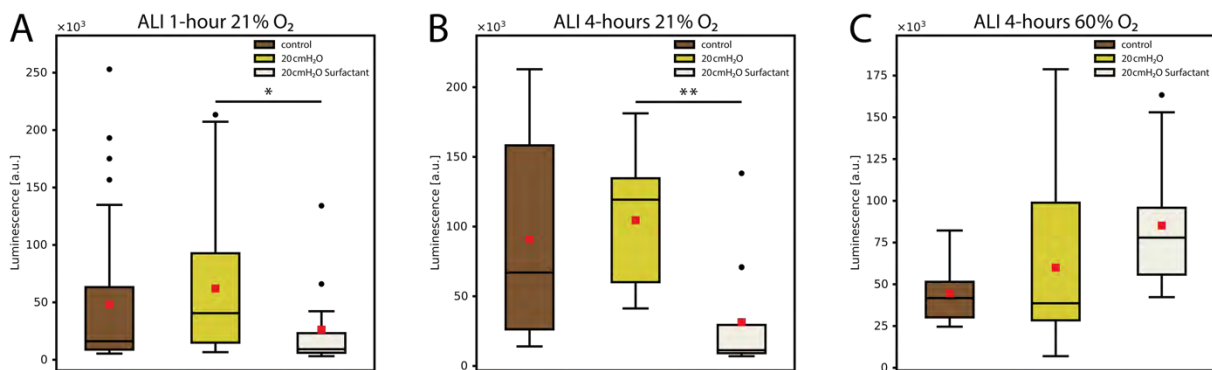 A
ALI 1-hour 21% O₂
×10³
control
20cmH₂O
20cmH₂O Surfactant
*
250
200
150
100
50
0
Luminescence [a.u.]
B
ALI 4-hours 21% O₂
×10³
control
20cmH₂O
20cmH₂O Surfactant
**
200
150
100
50
0
Luminescence [a.u.]
C
ALI 4-hours 60% O₂
×10³
control
20cmH₂O
20cmH₂O Surfactant
175
150
125
100
75
50
25
0
Luminescence [a.u.]